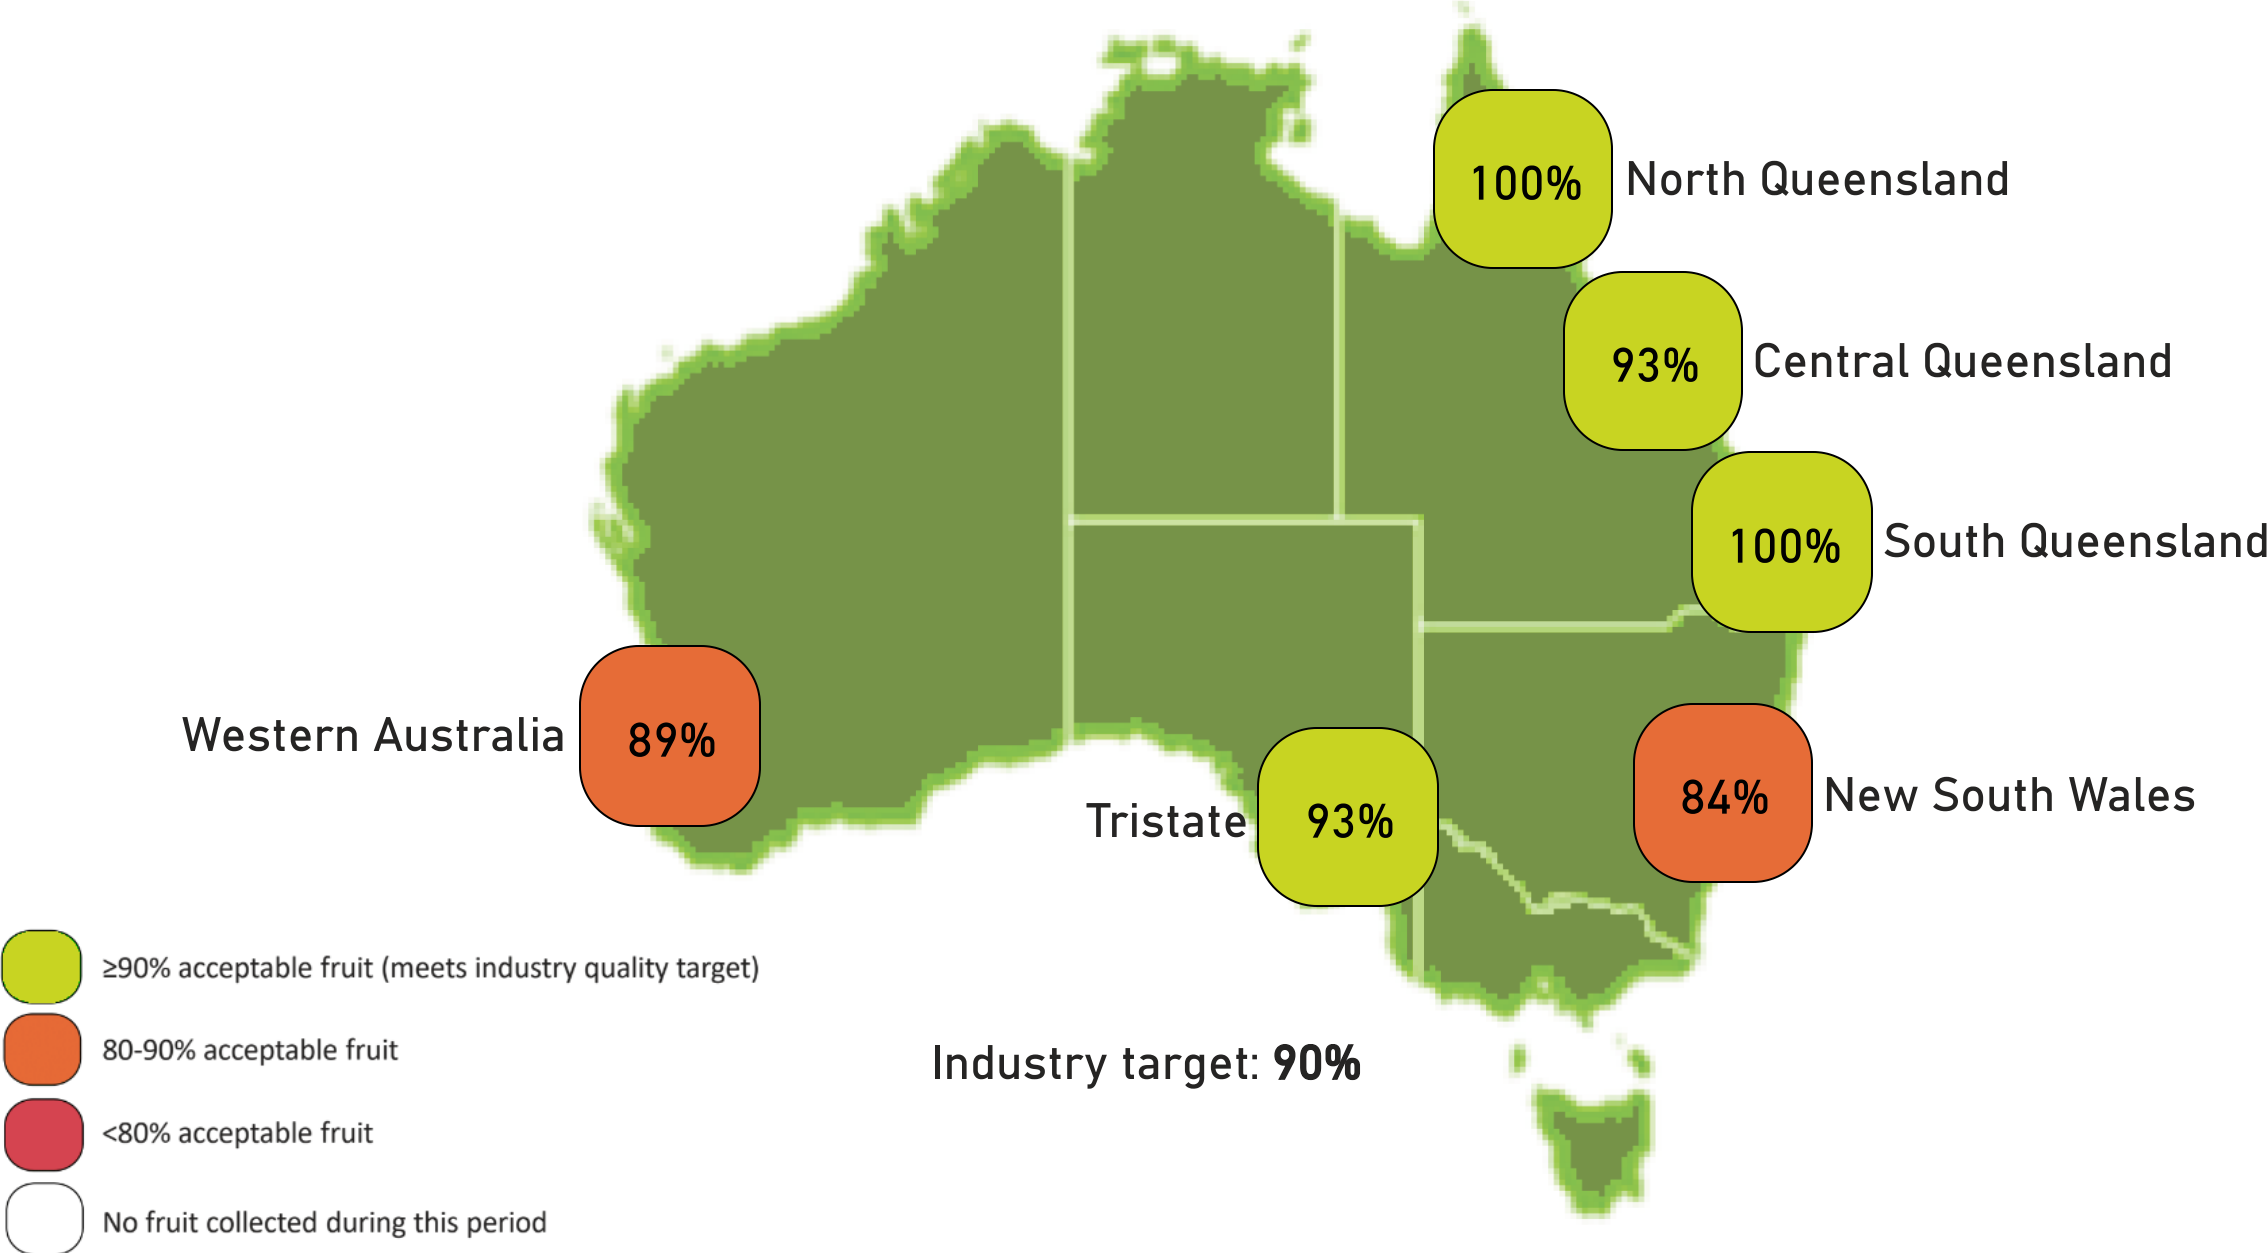 100% North Queensland
93% Central Queensland
100% South Queensland
Western Australia 89%
84% New South Wales
Tristate 93%
≥90% acceptable fruit (meets industry quality target)
80-90% acceptable fruit
Industry target: 90%
<80% acceptable fruit
No fruit collected during this period